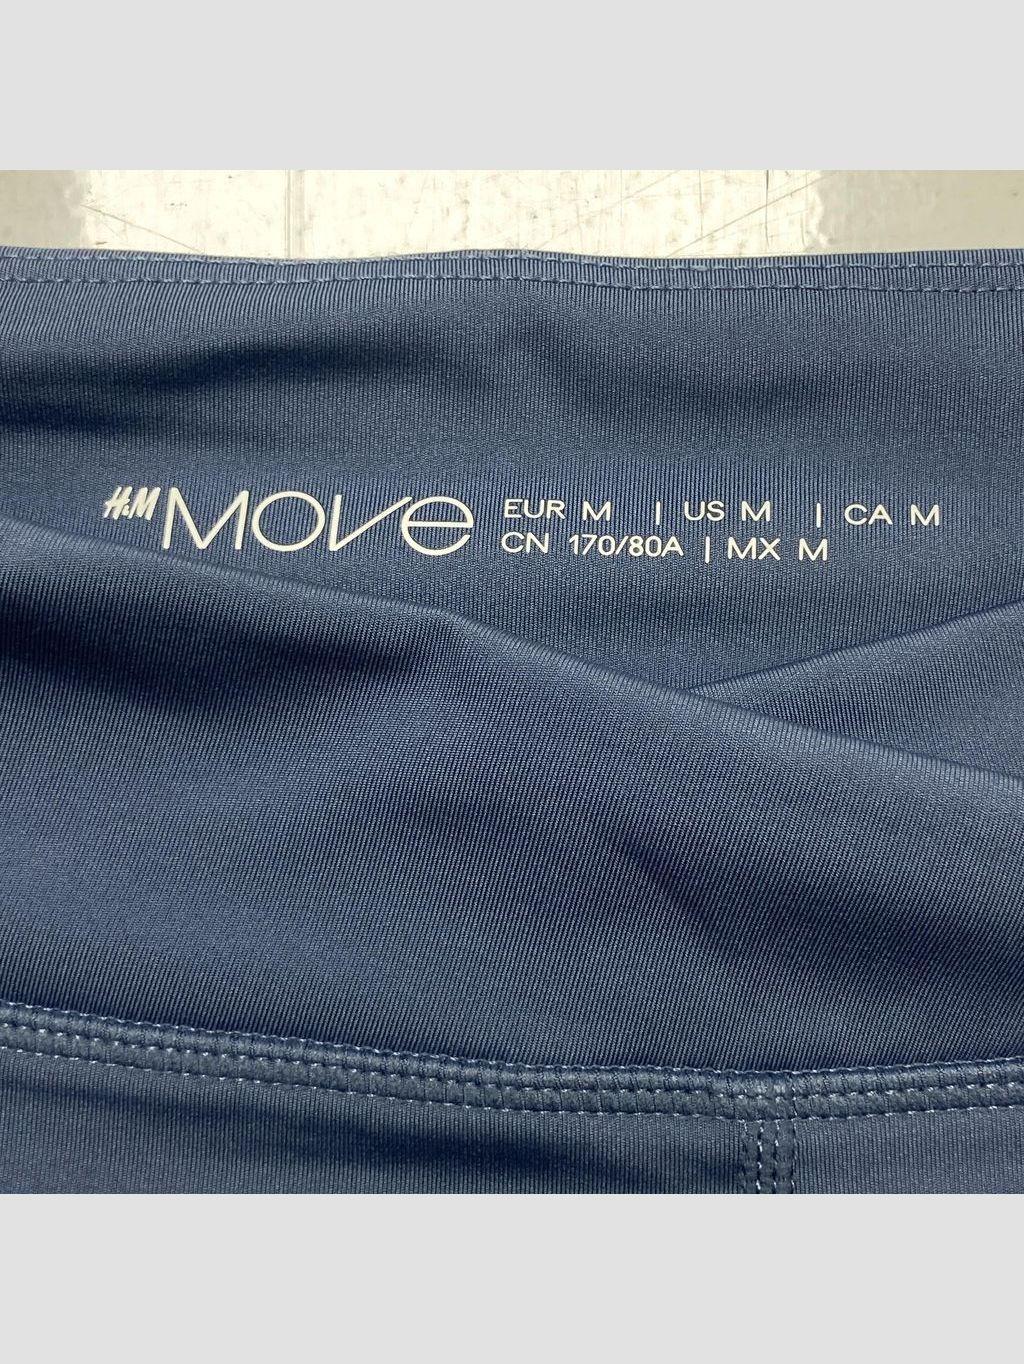 H&M MOVE
EUR M | US M | CA M
CN 170/80A | MX M